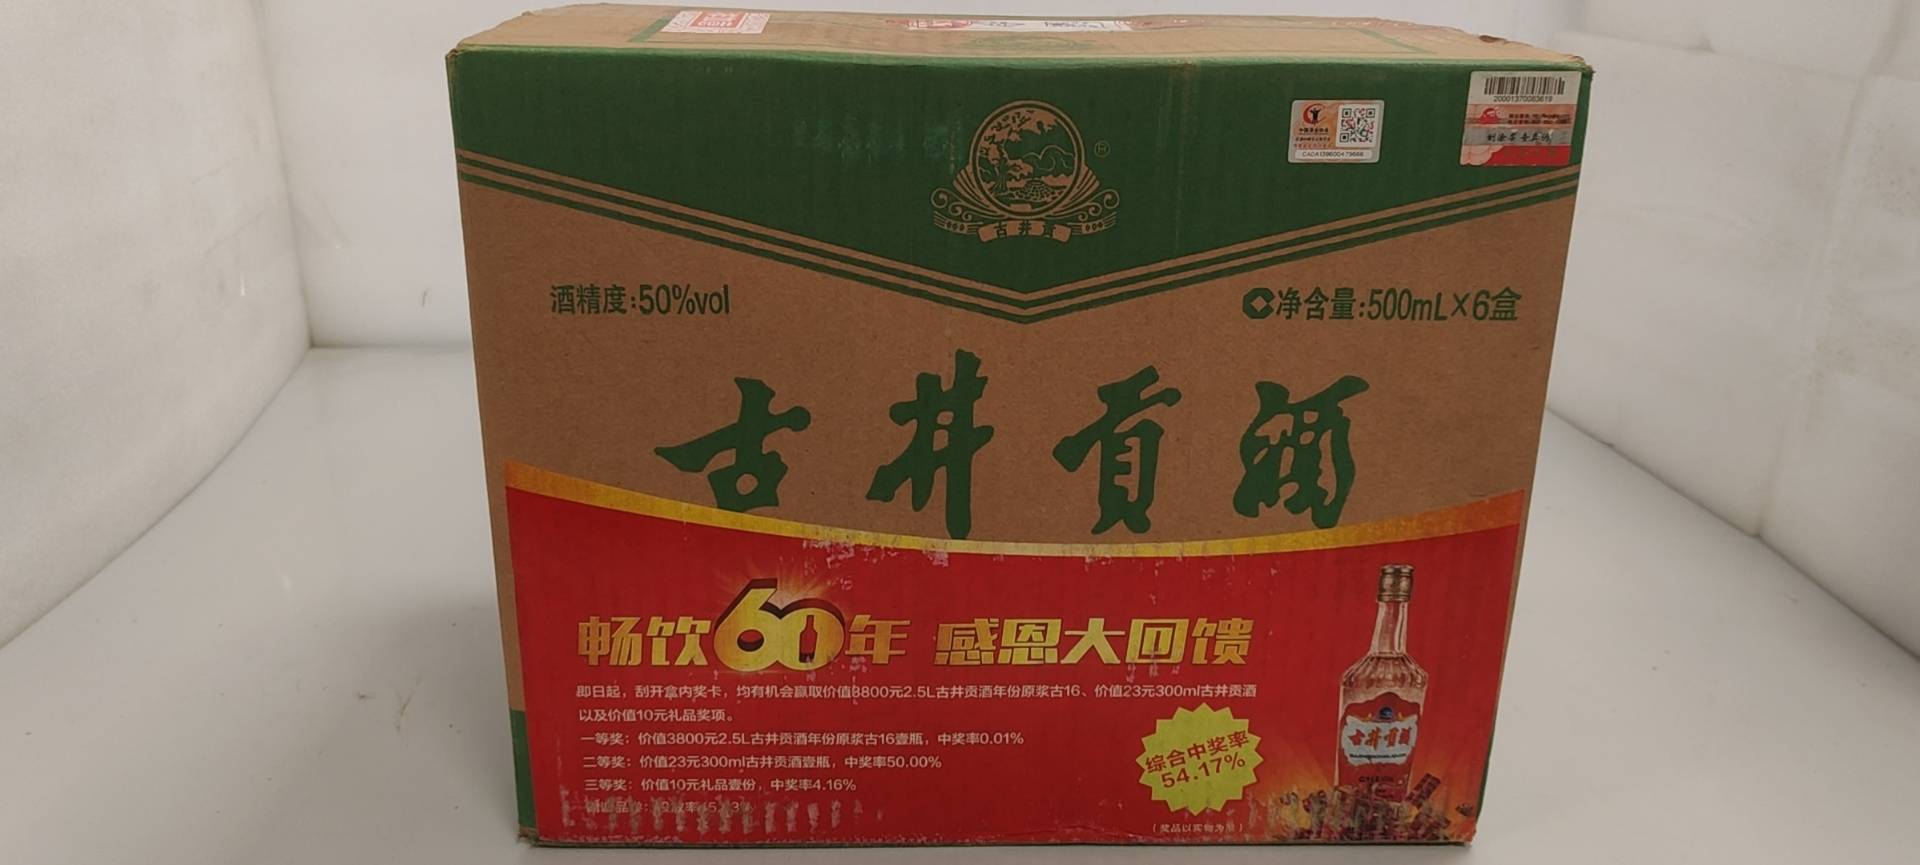 古井贡
20001370083619
CADA139600479668
酒精度:50%vol
净含量:500mL×6盒
古井贡酒
畅饮60年 感恩大回馈
即日起，刮开盒内奖卡，均有机会赢取价值3800元2.5L古井贡酒年份原浆古16、价值23元300ml古井贡酒
以及价值10元礼品奖项。
一等奖：价值3800元2.5L古井贡酒年份原浆古16壹瓶，中奖率0.01%
二等奖：价值23元300ml古井贡酒壹瓶，中奖率50.00%
三等奖：价值10元礼品壹份，中奖率4.16%
综合中奖率
54.17%
（奖品以实物为准）
古井贡酒